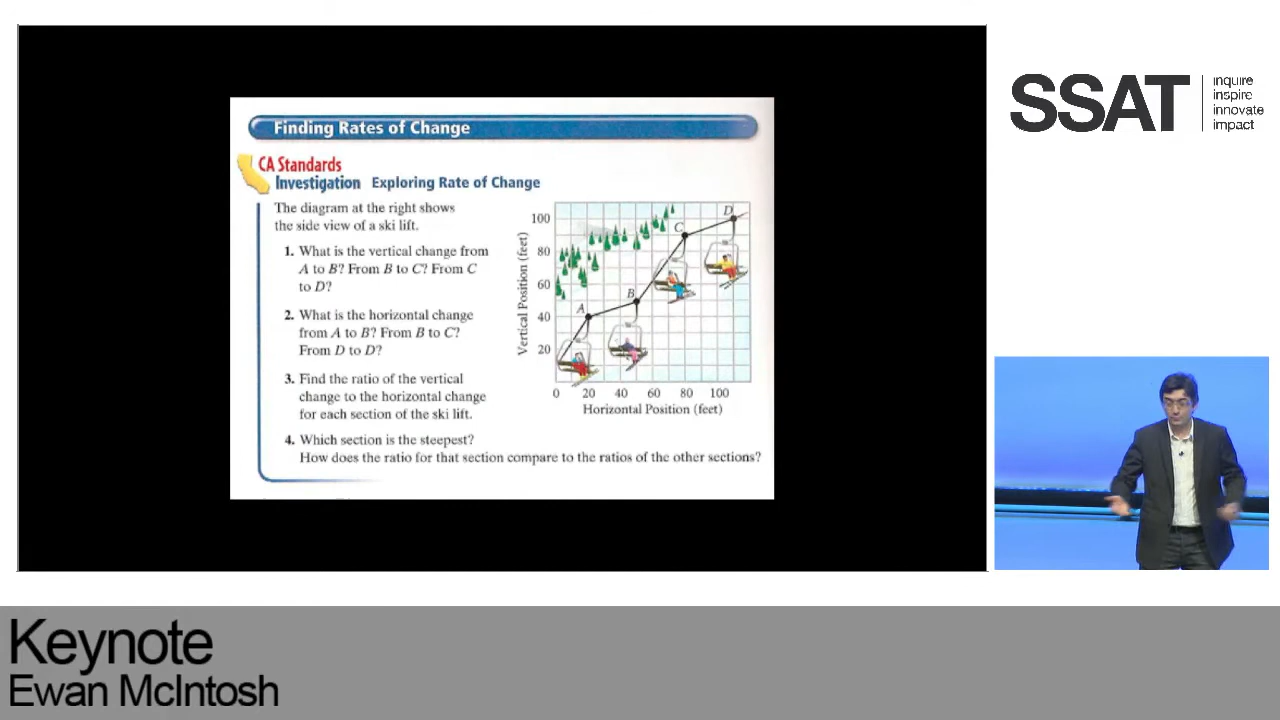 Finding Rates of Change
CA Standards
Investigation Exploring Rate of Change
The diagram at the right shows
the side view of a ski lift.
1. What is the vertical change from
A to B? From B to C? From C
to D?
2. What is the horizontal change
from A to B? From B to C?
From D to D?
3. Find the ratio of the vertical
change to the horizontal change
for each section of the ski lift.
4. Which section is the steepest?
How does the ratio for that section compare to the ratios of the other sections?
Vertical Position (feet)
100
80
60
40
20
A
B
C
D
0 20 40 60 80 100
Horizontal Position (feet)
SSAT
inquire
inspire
innovate
impact
Keynote
Ewan McIntosh